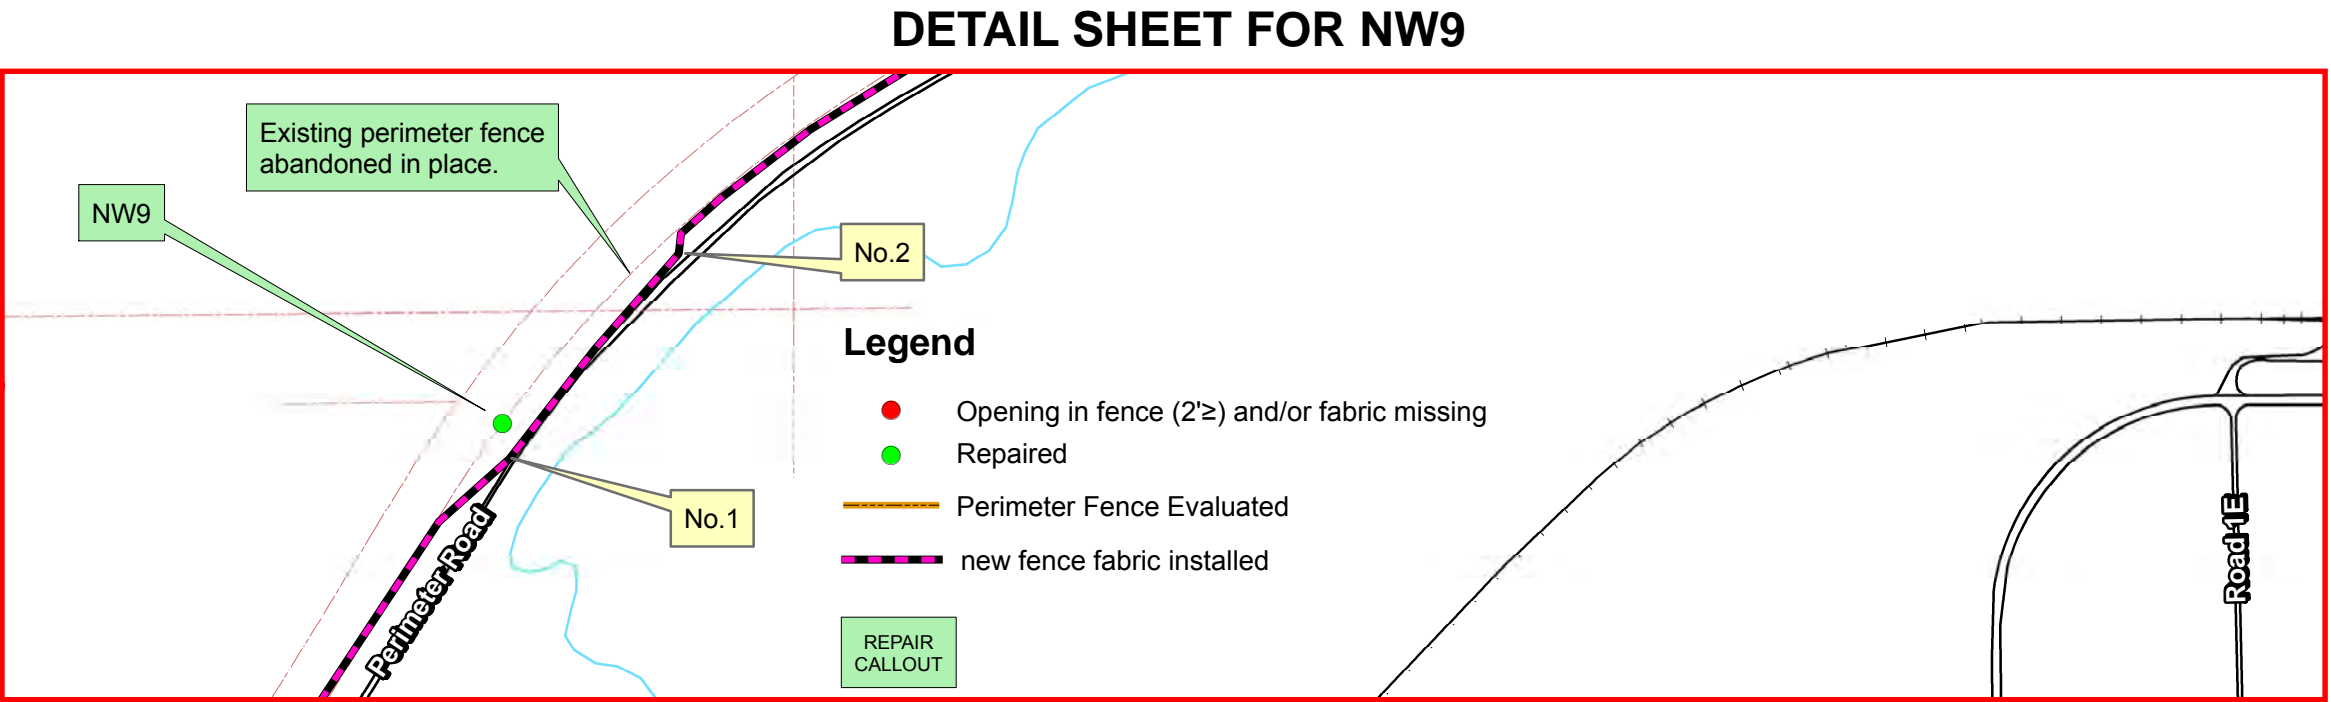 DETAIL SHEET FOR NW9
Existing perimeter fence
abandoned in place.
NW9
No.2
No.1
Perimeter Road
Legend
Opening in fence (2'≥) and/or fabric missing
Repaired
Perimeter Fence Evaluated
new fence fabric installed
REPAIR
CALLOUT
Road 1E